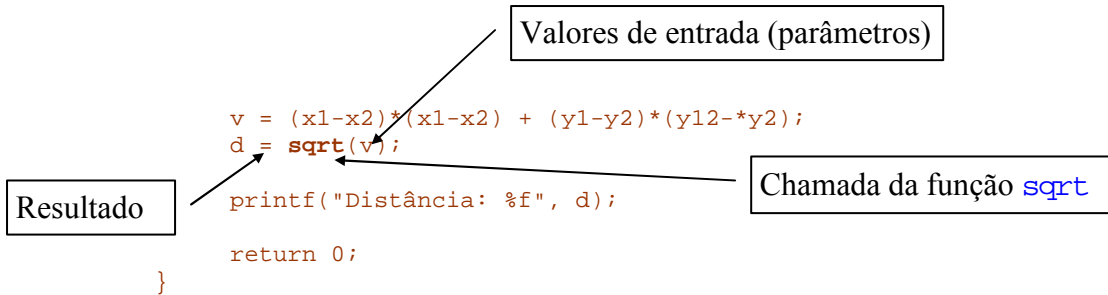 Valores de entrada (parâmetros)
v = (x1-x2)*(x1-x2) + (y1-y2)*(y12-*y2);
d = sqrt(v);
Resultado
Chamada da função sqrt
printf("Distância: %f", d);
return 0;
}